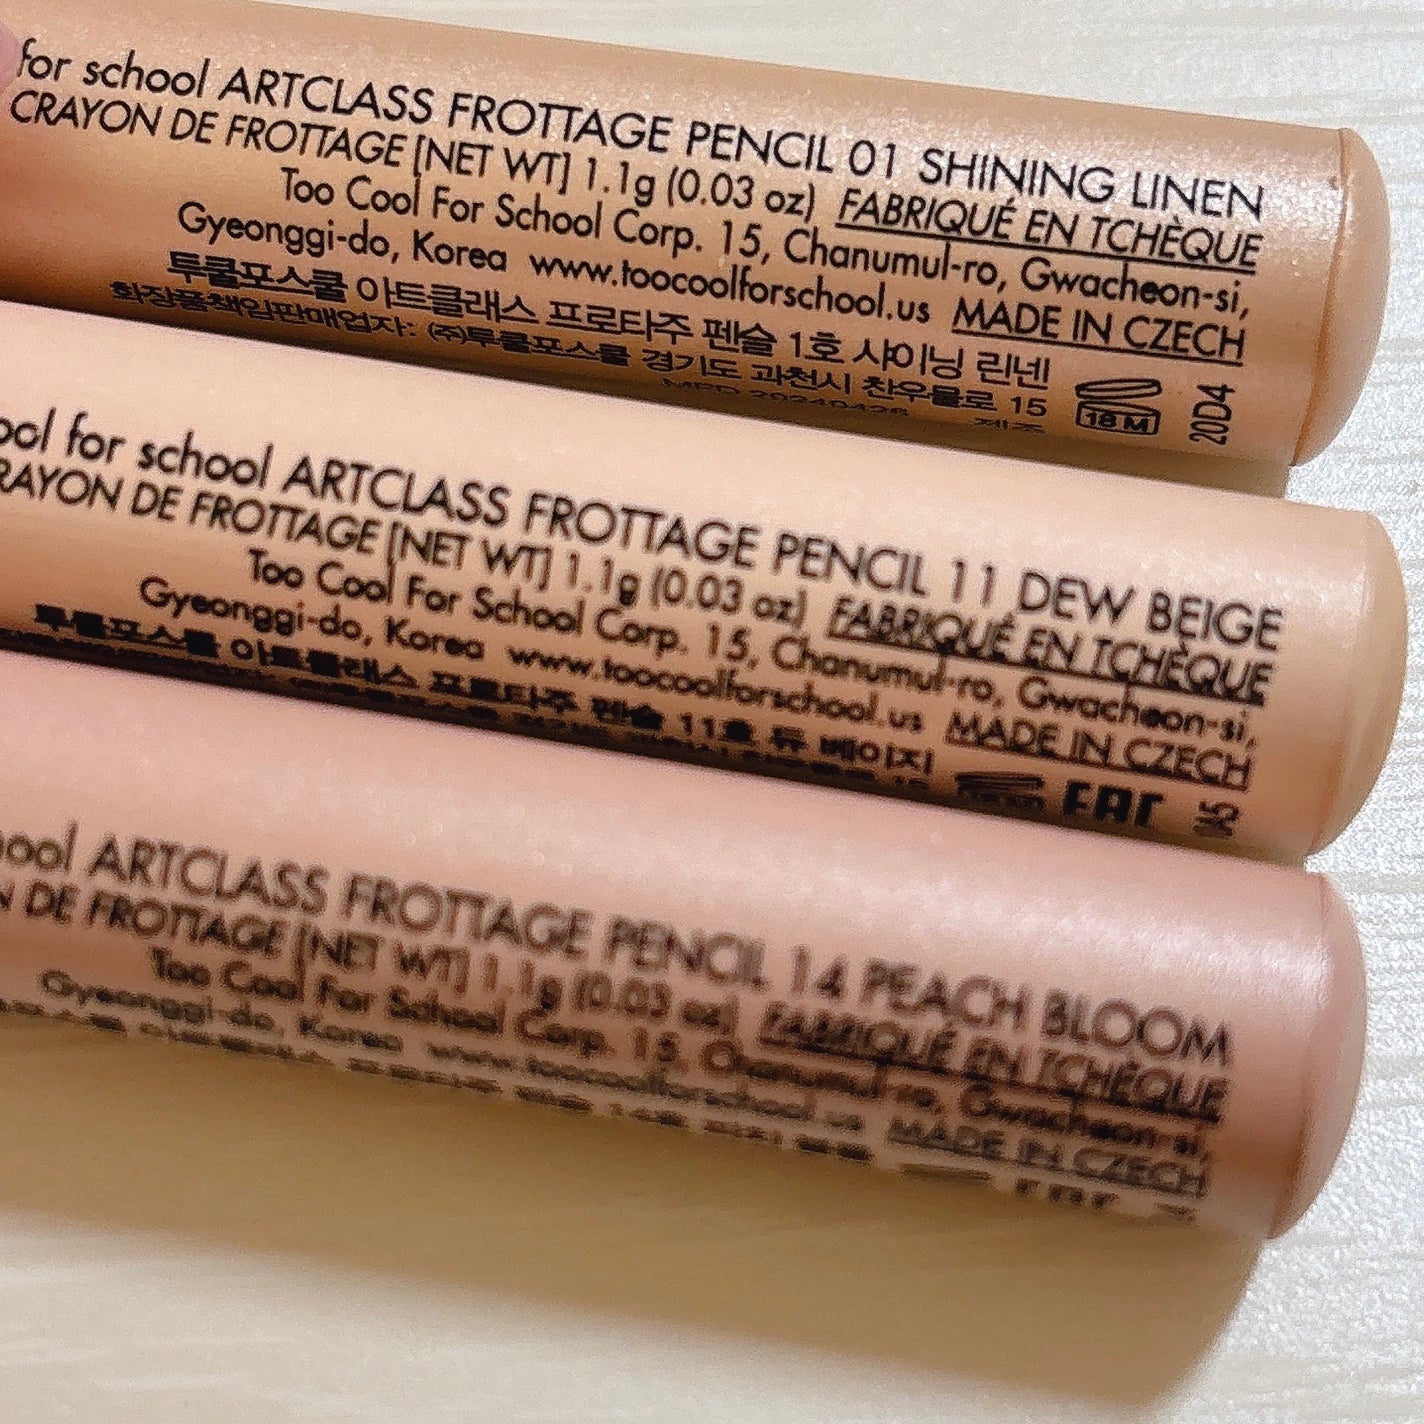 for school ARTCLASS FROTTAGE PENCIL 01 SHINING LINEN
CRAYON DE FROTTAGE [NET WT] 1.1g (0.03 oz) FABRIQUÉ EN TCHÈQUE
Too Cool For School Corp. 15, Chanumul-ro, Gwacheon-si,
Gyeonggi-do, Korea www.toocoolforschool.us MADE IN CZECH
투쿨포스쿨 아트클래스 프로타주 펜슬 1호 샤이닝 린넨
화장품책임판매업자: ㈜투쿨포스쿨 경기도 과천시 찬우물로 15
18 M
20D4
for school ARTCLASS FROTTAGE PENCIL 11 DEW BEIGE
CRAYON DE FROTTAGE [NET WT] 1.1g (0.03 oz) FABRIQUÉ EN TCHÈQUE
Too Cool For School Corp. 15, Chanumul-ro, Gwacheon-si,
Gyeonggi-do, Korea www.toocoolforschool.us MADE IN CZECH
투쿨포스쿨 아트클래스 프로타주 펜슬 11호 듀 베이지
EAC
ARTCLASS FROTTAGE PENCIL 14 PEACH BLOOM
DE FROTTAGE [NET WT] 1.1g (0.03 oz) FABRIQUÉ EN TCHÈQUE
Too Cool For School Corp. 15, Chanumul-ro, Gwacheon-si,
Gyeonggi-do, Korea www.toocoolforschool.us MADE IN CZECH